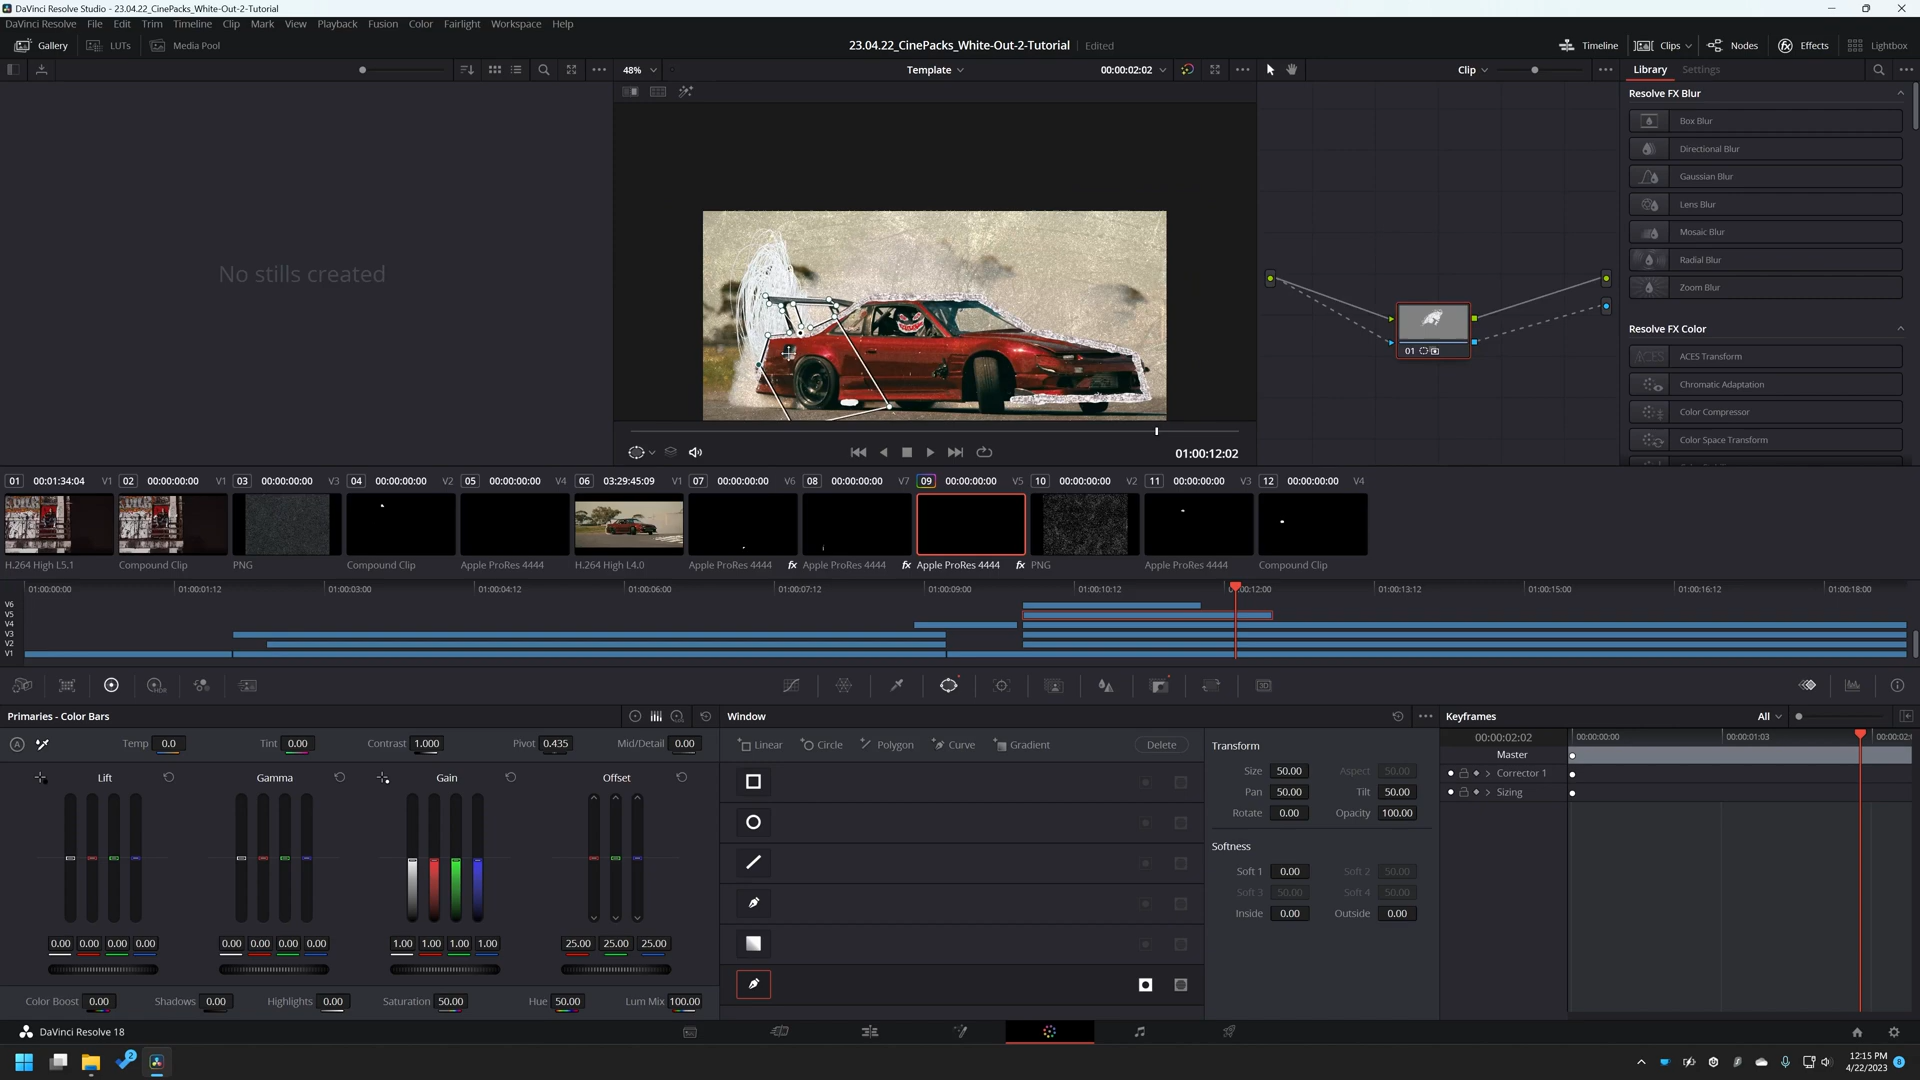 DaVinci Resolve Studio - 23.04.22_CinePacks_White-Out-2-Tutorial
DaVinci Resolve File Edit Trim Timeline Clip Mark View Playback Fusion Color Fairlight Workspace Help
Gallery LUTs Media Pool 23.04.22_CinePacks_White-Out-2-Tutorial Edited Timeline Clips Nodes Effects Lightbox
48% Template 00:00:02:02 Clip Library Settings
Resolve FX Blur
Box Blur
Directional Blur
Gaussian Blur
Lens Blur
Mosaic Blur
Radial Blur
Zoom Blur
No stills created
Resolve FX Color
ACES Transform
Chromatic Adaptation
Color Compressor
Color Space Transform
01
01:00:12:02
01 00:01:34:04 V1 02 00:00:00:00 V1 03 00:00:00:00 V3 04 00:00:00:00 V2 05 00:00:00:00 V4 06 03:29:45:09 V1 07 00:00:00:00 V6 08 00:00:00:00 V7 09 00:00:00:00 V5 10 00:00:00:00 V2 11 00:00:00:00 V3 12 00:00:00:00 V4
H.264 High L5.1 Compound Clip PNG Compound Clip Apple ProRes 4444 H.264 High L4.0 Apple ProRes 4444 fx Apple ProRes 4444 fx Apple ProRes 4444 fx PNG Apple ProRes 4444 Compound Clip
01:00:00:00 01:00:01:12 01:00:03:00 01:00:04:12 01:00:06:00 01:00:07:12 01:00:09:00 01:00:10:12 01:00:12:00 01:00:13:12 01:00:15:00 01:00:16:12 01:00:18:00
V6
V5
V4
V3
V2
V1
HDR 3D
Primaries - Color Bars Window Keyframes All
A Temp 0.0 Tint 0.00 Contrast 1.000 Pivot 0.435 Mid/Detail 0.00
Linear Circle Polygon Curve Gradient Delete
Transform
Size 50.00 Aspect 50.00
Pan 50.00 Tilt 50.00
Rotate 0.00 Opacity 100.00
Softness
Soft 1 0.00 Soft 2 50.00
Soft 3 50.00 Soft 4 50.00
Inside 0.00 Outside 0.00
00:00:02:02 00:00:00:00 00:00:01:03 00:00:02:
Master
Corrector 1
Sizing
Lift Gamma Gain Offset
0.00 0.00 0.00 0.00 0.00 0.00 0.00 0.00 1.00 1.00 1.00 1.00 25.00 25.00 25.00
Color Boost 0.00 Shadows 0.00 Highlights 0.00 Saturation 50.00 Hue 50.00 Lum Mix 100.00
DaVinci Resolve 18
2
12:15 PM
4/22/2023
8